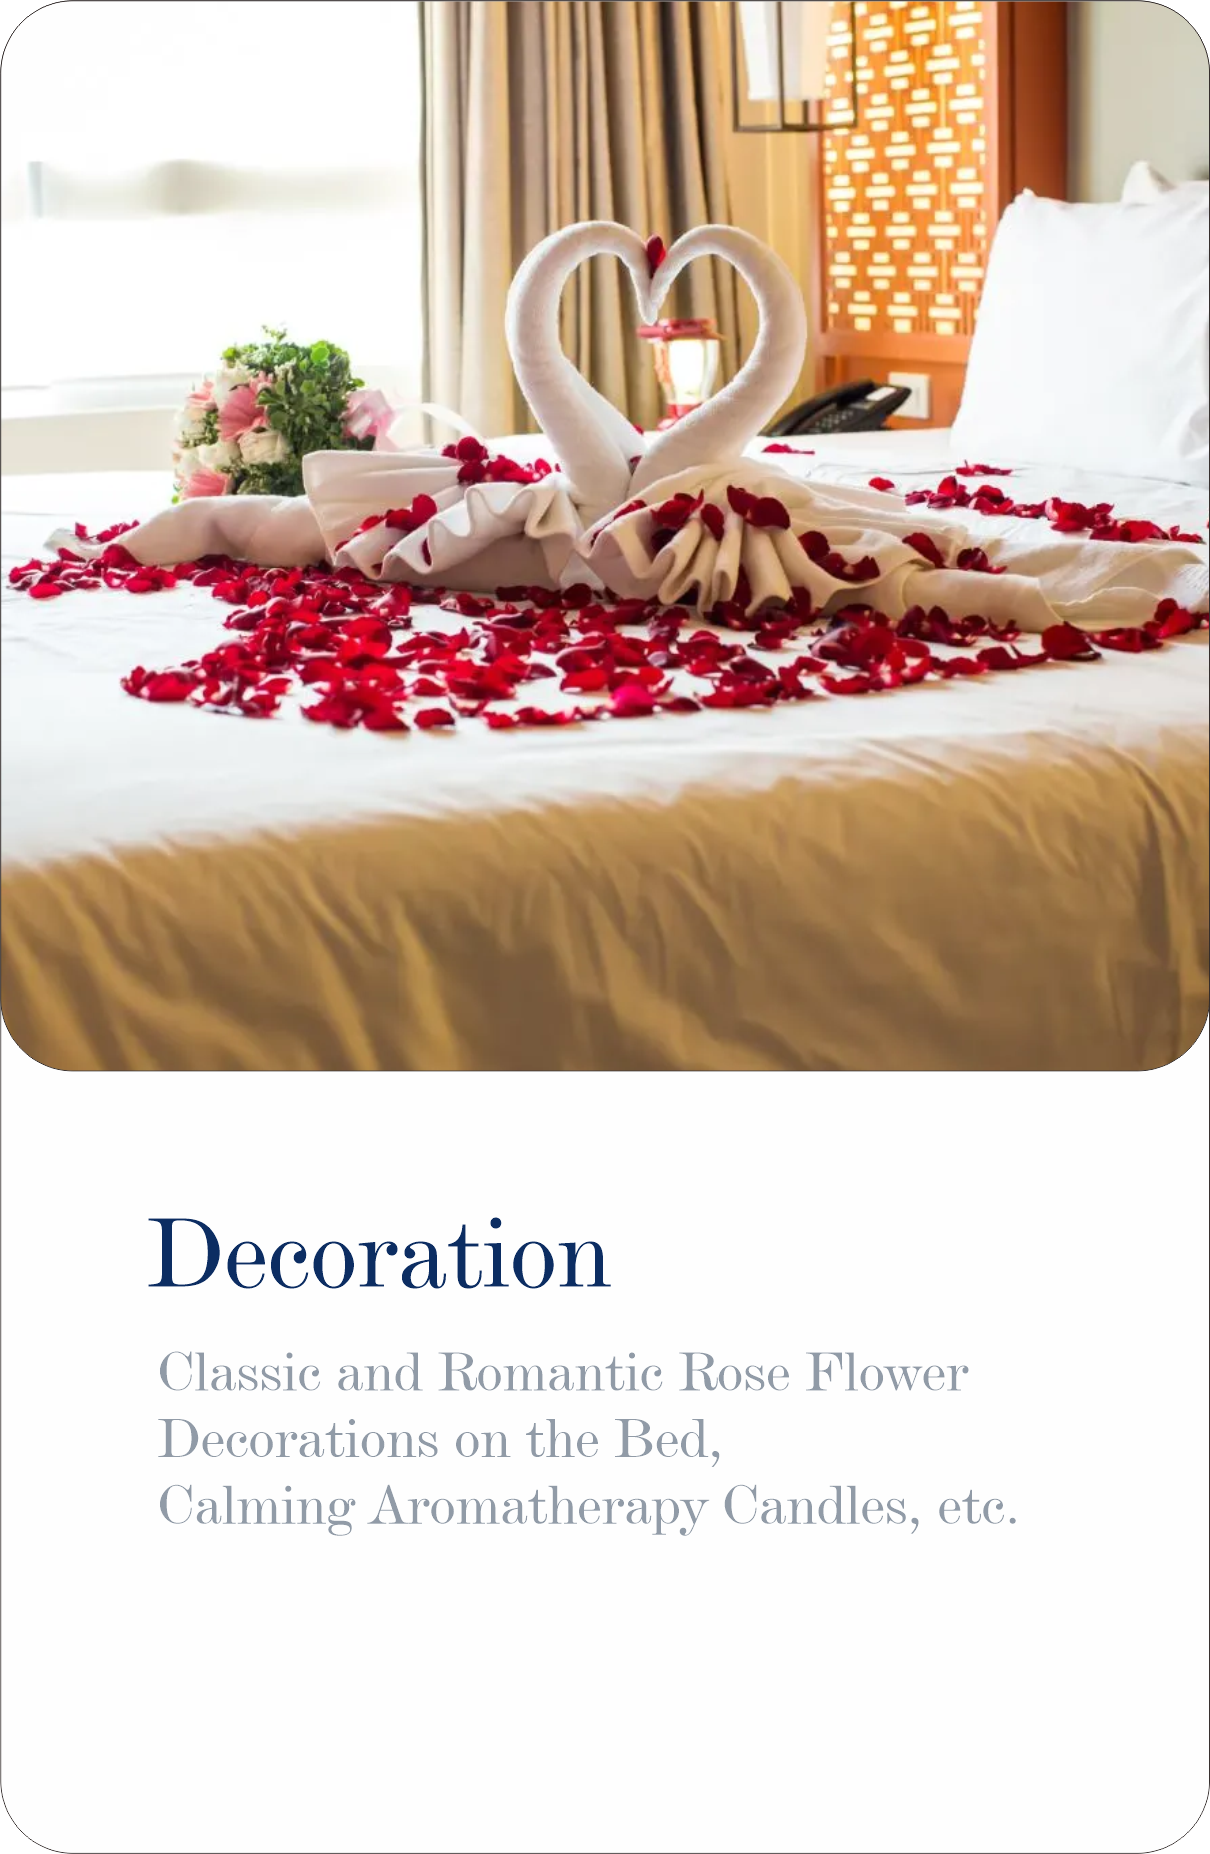 Decoration
Classic and Romantic Rose Flower
Decorations on the Bed,
Calming Aromatherapy Candles, etc.